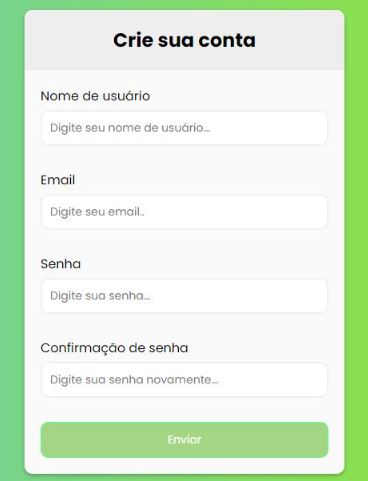 Crie sua conta
Nome de usuário
Digite seu nome de usuário...
Email
Digite seu email..
Senha
Digite sua senha...
Confirmação de senha
Digite sua senha novamente...
Enviar